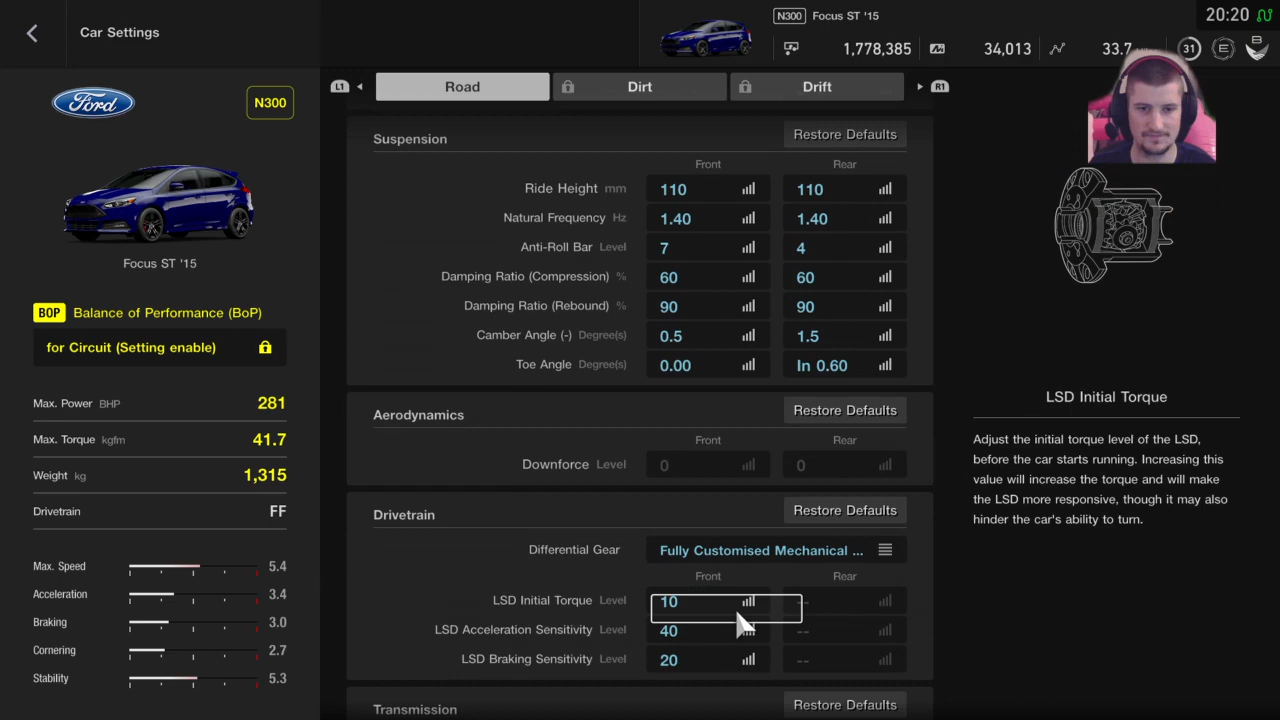 Car Settings
N300 Focus ST '15
20:20
1,778,385
34,013
33.7
31
E
B
Ford
N300
Focus ST '15
BOP Balance of Performance (BoP)
for Circuit (Setting enable)
Max. Power BHP 281
Max. Torque kgfm 41.7
Weight kg 1,315
Drivetrain FF
Max. Speed 5.4
Acceleration 3.4
Braking 3.0
Cornering 2.7
Stability 5.3
L1 Road Dirt Drift R1
Suspension Restore Defaults
Front Rear
Ride Height mm 110 110
Natural Frequency Hz 1.40 1.40
Anti-Roll Bar Level 7 4
Damping Ratio (Compression) % 60 60
Damping Ratio (Rebound) % 90 90
Camber Angle (-) Degree(s) 0.5 1.5
Toe Angle Degree(s) 0.00 In 0.60
Aerodynamics Restore Defaults
Front Rear
Downforce Level 0 0
Drivetrain Restore Defaults
Differential Gear Fully Customised Mechanical ...
Front Rear
LSD Initial Torque Level 10 --
LSD Acceleration Sensitivity Level 40 --
LSD Braking Sensitivity Level 20 --
Transmission Restore Defaults
LSD Initial Torque
Adjust the initial torque level of the LSD,
before the car starts running. Increasing this
value will increase the torque and will make
the LSD more responsive, though it may also
hinder the car's ability to turn.